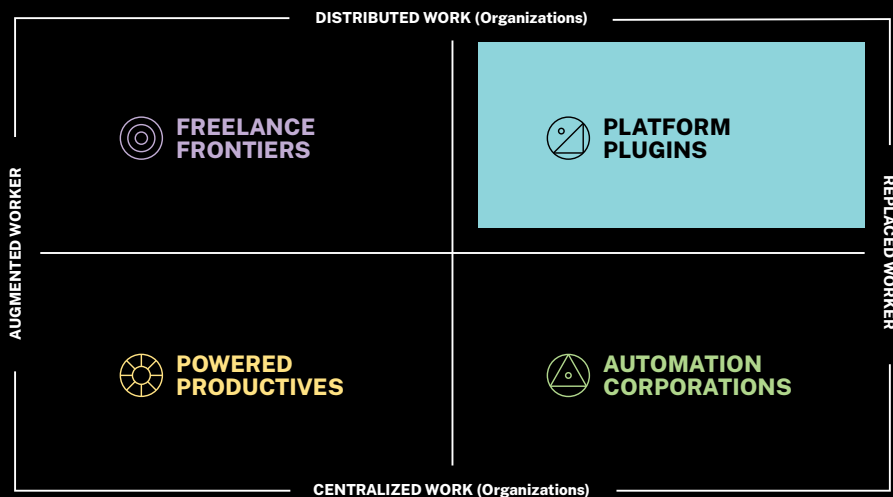 DISTRIBUTED WORK (Organizations)
FREELANCE
FRONTIERS
PLATFORM
PLUGINS
AUGMENTED WORKER
REPLACED WORKER
POWERED
PRODUCTIVES
AUTOMATION
CORPORATIONS
CENTRALIZED WORK (Organizations)